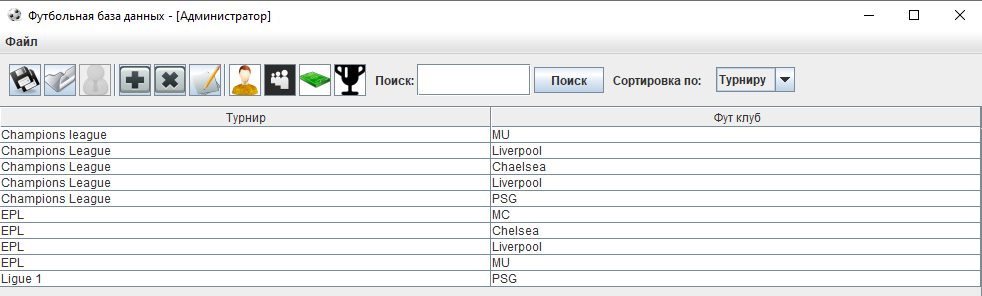 Футбольная база данных - [Администратор]
Файл
Поиск: Поиск Сортировка по: Турниру
Турнир Фут клуб
Champions league MU
Champions League Liverpool
Champions League Chaelsea
Champions League Liverpool
Champions League PSG
EPL MC
EPL Chelsea
EPL Liverpool
EPL MU
Ligue 1 PSG